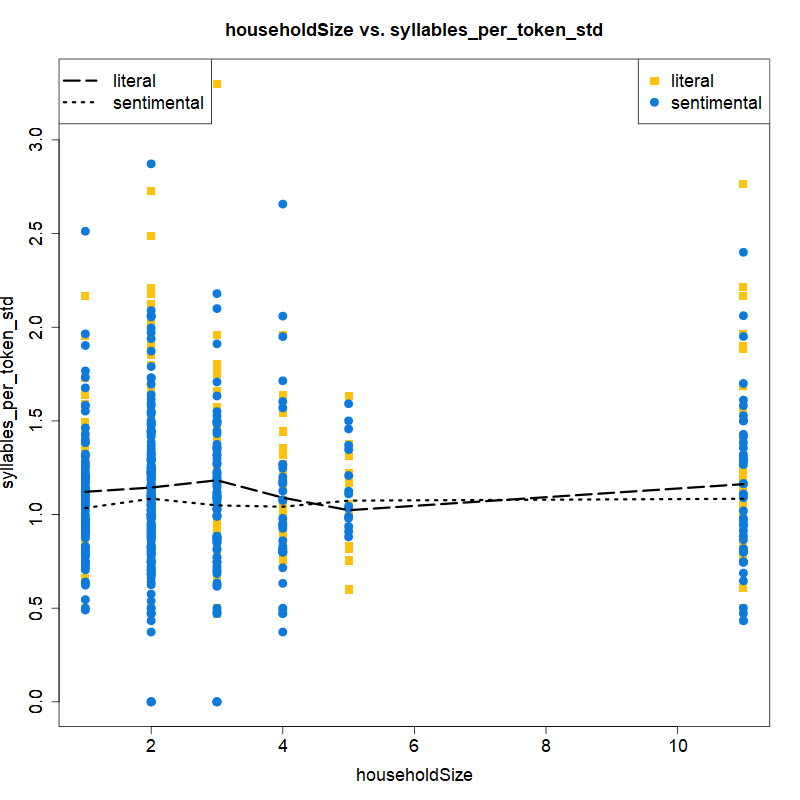 householdSize vs. syllables_per_token_std
literal
sentimental
literal
sentimental
syllables_per_token_std
3.0
2.5
2.0
1.5
1.0
0.5
0.0
2
4
6
8
10
householdSize